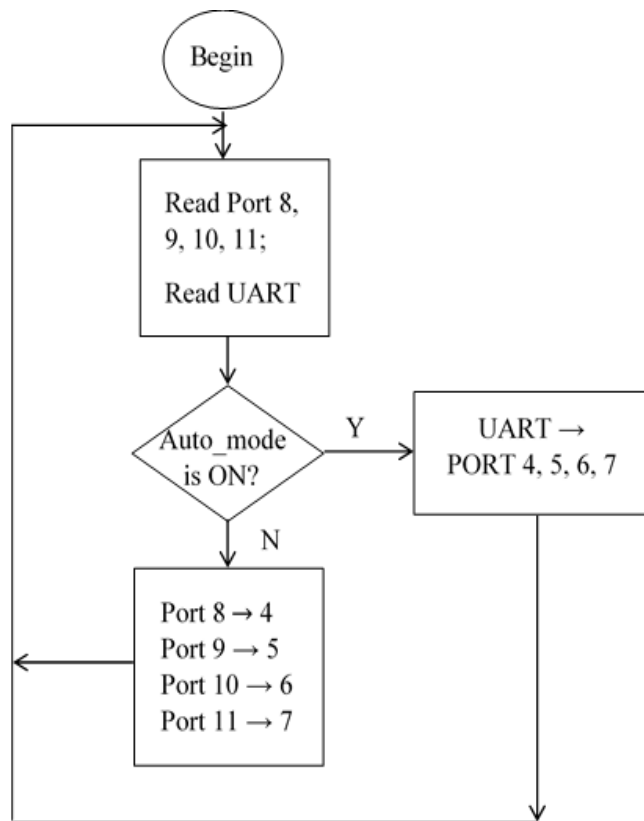 Begin
Read Port 8,
9, 10, 11;
Read UART
Auto_mode
is ON?
Y
UART →
PORT 4, 5, 6, 7
N
Port 8 → 4
Port 9 → 5
Port 10 → 6
Port 11 → 7